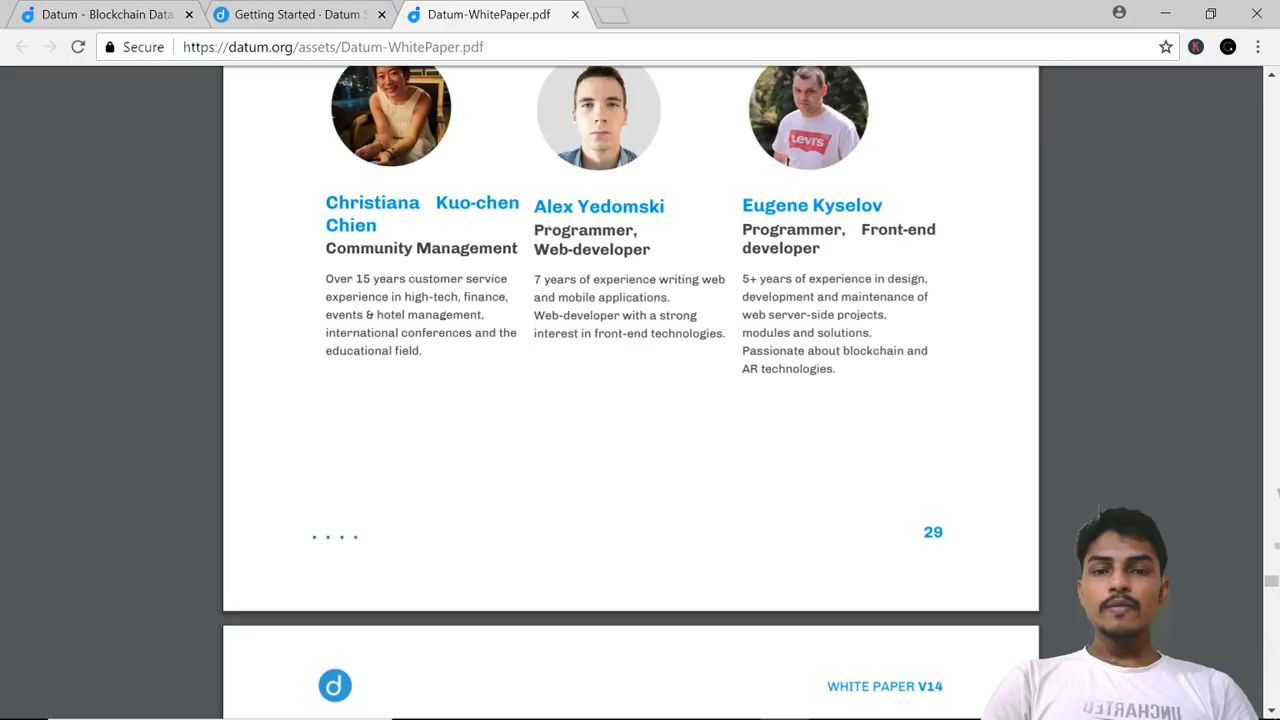 Datum - Blockchain Data
Getting Started · Datum S
Datum-WhitePaper.pdf
Secure
https://datum.org/assets/Datum-WhitePaper.pdf
K
Levi's
Christiana Kuo-chen
Chien
Community Management
Over 15 years customer service
experience in high-tech, finance,
events & hotel management,
international conferences and the
educational field.
Alex Yedomski
Programmer,
Web-developer
7 years of experience writing web
and mobile applications.
Web-developer with a strong
interest in front-end technologies.
Eugene Kyselov
Programmer, Front-end
developer
5+ years of experience in design,
development and maintenance of
web server-side projects,
modules and solutions.
Passionate about blockchain and
AR technologies.
29
WHITE PAPER V14
UNCHARTED